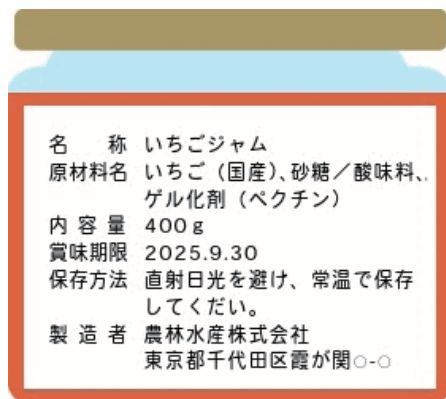 名　　称 いちごジャム
原材料名 いちご（国産）、砂糖／酸味料、
ゲル化剤（ペクチン）
内 容 量 400g
賞味期限 2025.9.30
保存方法 直射日光を避け、常温で保存
してくだい。
製 造 者 農林水産株式会社
東京都千代田区霞が関○-○